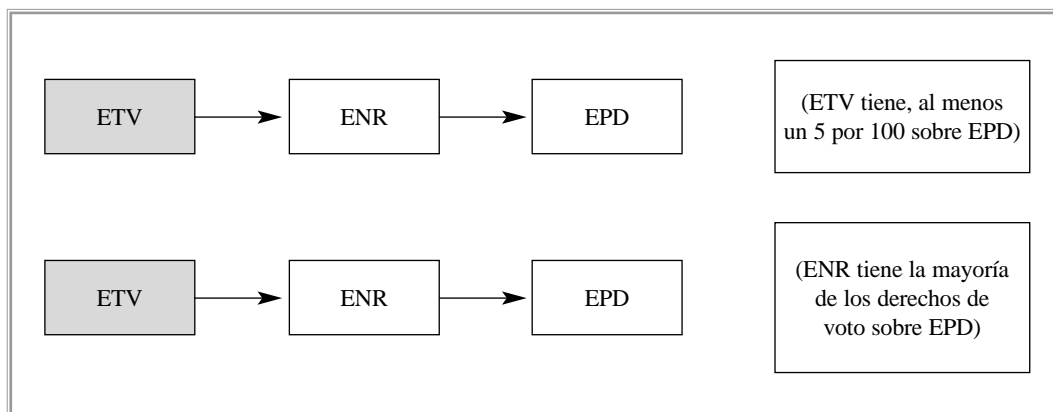 ETV
ENR
EPD
(ETV tiene, al menos
un 5 por 100 sobre EPD)
ETV
ENR
EPD
(ENR tiene la mayoría
de los derechos de
voto sobre EPD)